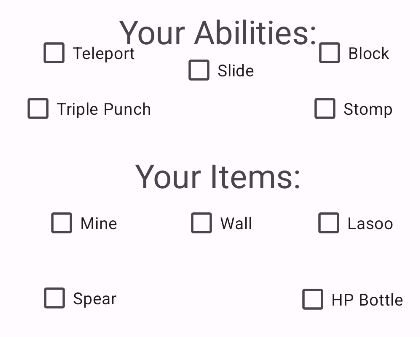 Your Abilities:
Teleport
Block
Slide
Triple Punch
Stomp
Your Items:
Mine
Wall
Lasoo
Spear
HP Bottle